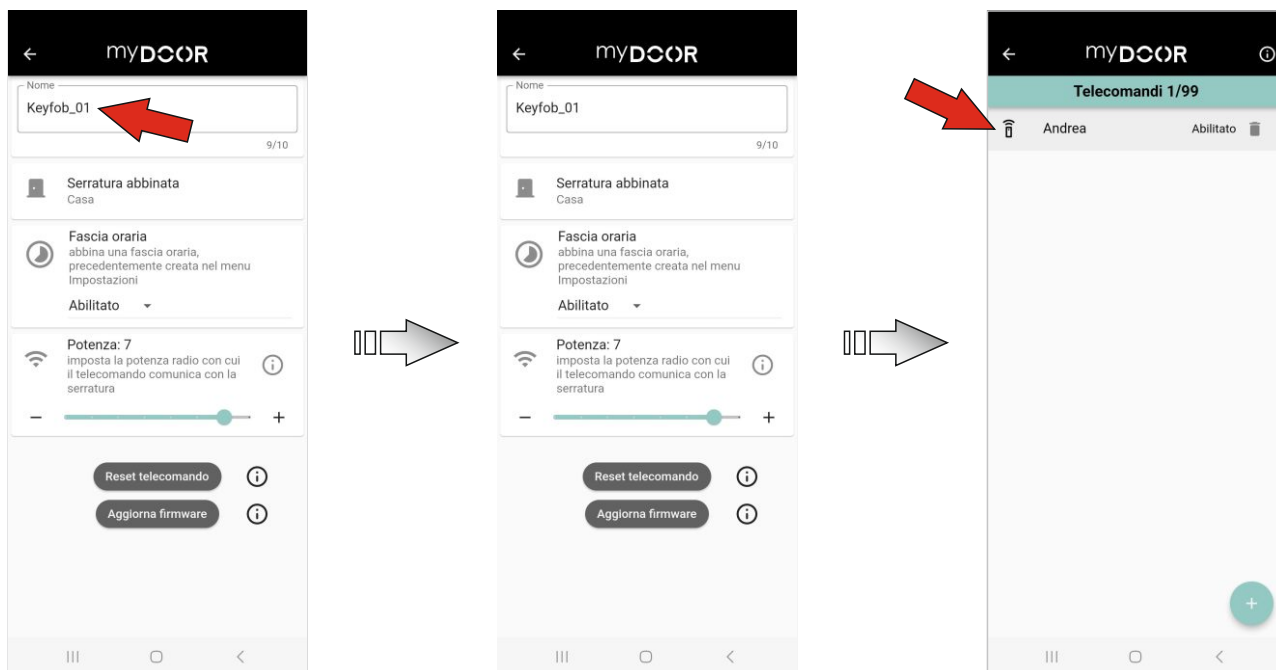 myDOOR
Nome
Keyfob_01
9/10
Serratura abbinata
Casa
Fascia oraria
abbina una fascia oraria,
precedentemente creata nel menu
Impostazioni
Abilitato
Potenza: 7
imposta la potenza radio con cui
il telecomando comunica con la
serratura
Reset telecomando
Aggiorna firmware
myDOOR
Nome
Keyfob_01
9/10
Serratura abbinata
Casa
Fascia oraria
abbina una fascia oraria,
precedentemente creata nel menu
Impostazioni
Abilitato
Potenza: 7
imposta la potenza radio con cui
il telecomando comunica con la
serratura
Reset telecomando
Aggiorna firmware
myDOOR
Telecomandi 1/99
Andrea Abilitato